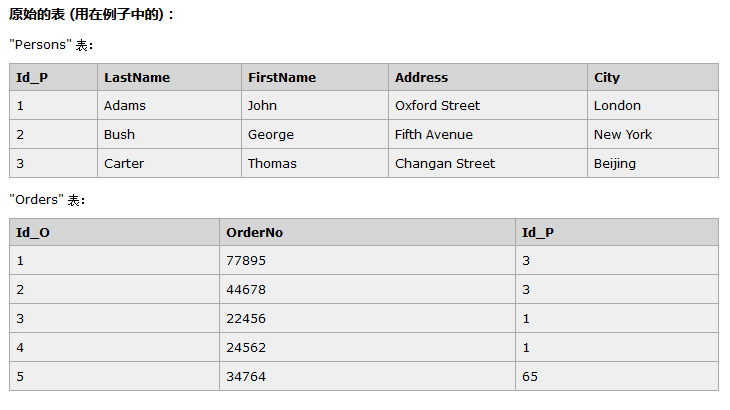 原始的表 (用在例子中的)：
"Persons" 表：
Id_P LastName FirstName Address City
1 Adams John Oxford Street London
2 Bush George Fifth Avenue New York
3 Carter Thomas Changan Street Beijing
"Orders" 表：
Id_O OrderNo Id_P
1 77895 3
2 44678 3
3 22456 1
4 24562 1
5 34764 65